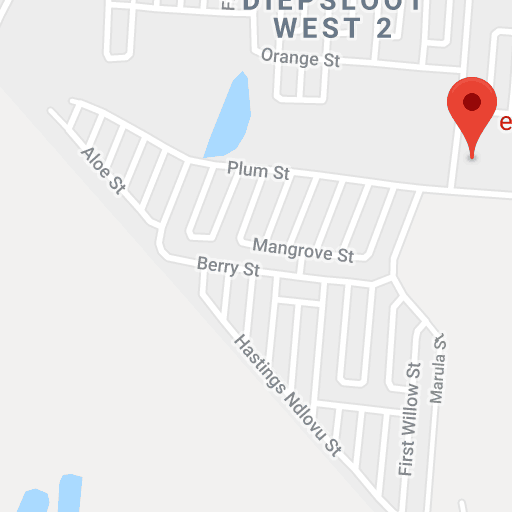 DIEPSLOOT
WEST 2
Orange St
Plum St
Aloe St
Mangrove St
Berry St
Hastings Ndlovu St
First Willow St
Marula St